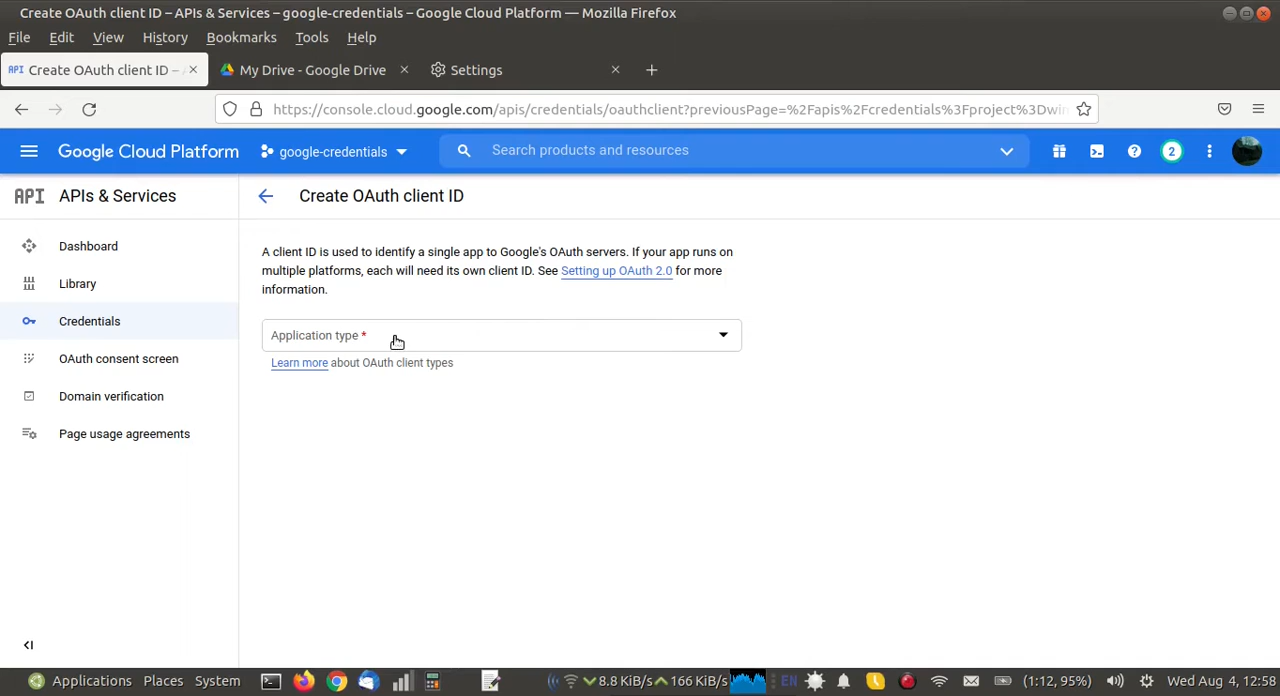 Create OAuth client ID – APIs & Services – google-credentials – Google Cloud Platform — Mozilla Firefox
File Edit View History Bookmarks Tools Help
API Create OAuth client ID – My Drive - Google Drive Settings
https://console.cloud.google.com/apis/credentials/oauthclient?previousPage=%2Fapis%2Fcredentials%3Fproject%3Dwin
Google Cloud Platform google-credentials Search products and resources 2
API APIs & Services
Create OAuth client ID
Dashboard
Library
Credentials
OAuth consent screen
Domain verification
Page usage agreements
A client ID is used to identify a single app to Google's OAuth servers. If your app runs on
multiple platforms, each will need its own client ID. See Setting up OAuth 2.0 for more
information.
Application type *
Learn more about OAuth client types
Applications Places System 8.8 KiB/s 166 KiB/s EN (1:12, 95%) Wed Aug 4, 12:58